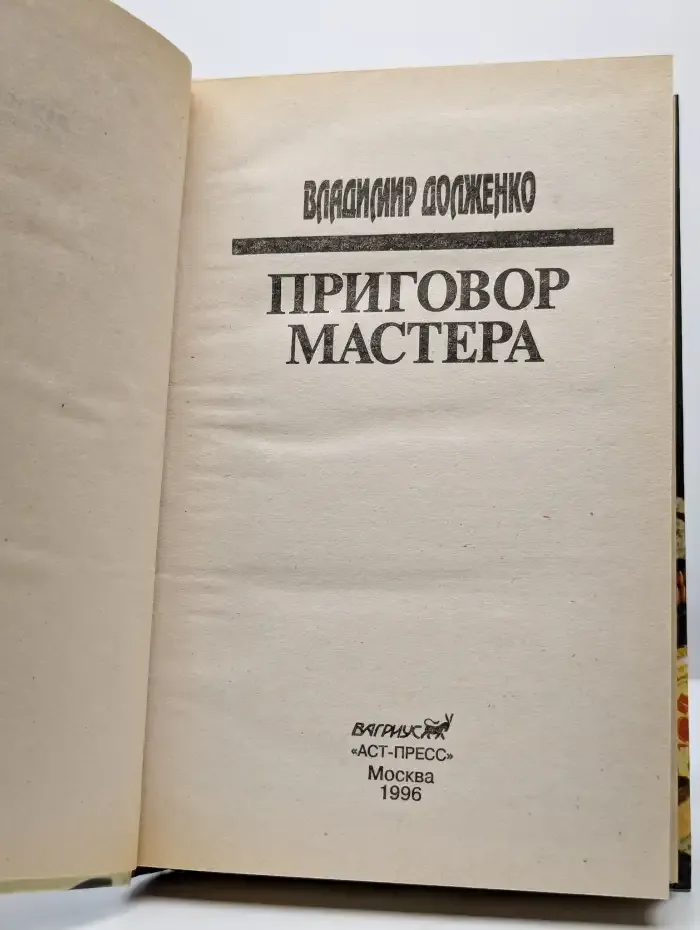 ВЛАДИМИР ДОЛЖЕНКО
ПРИГОВОР
МАСТЕРА
ВАГРИУС
«АСТ-ПРЕСС»
Москва
1996